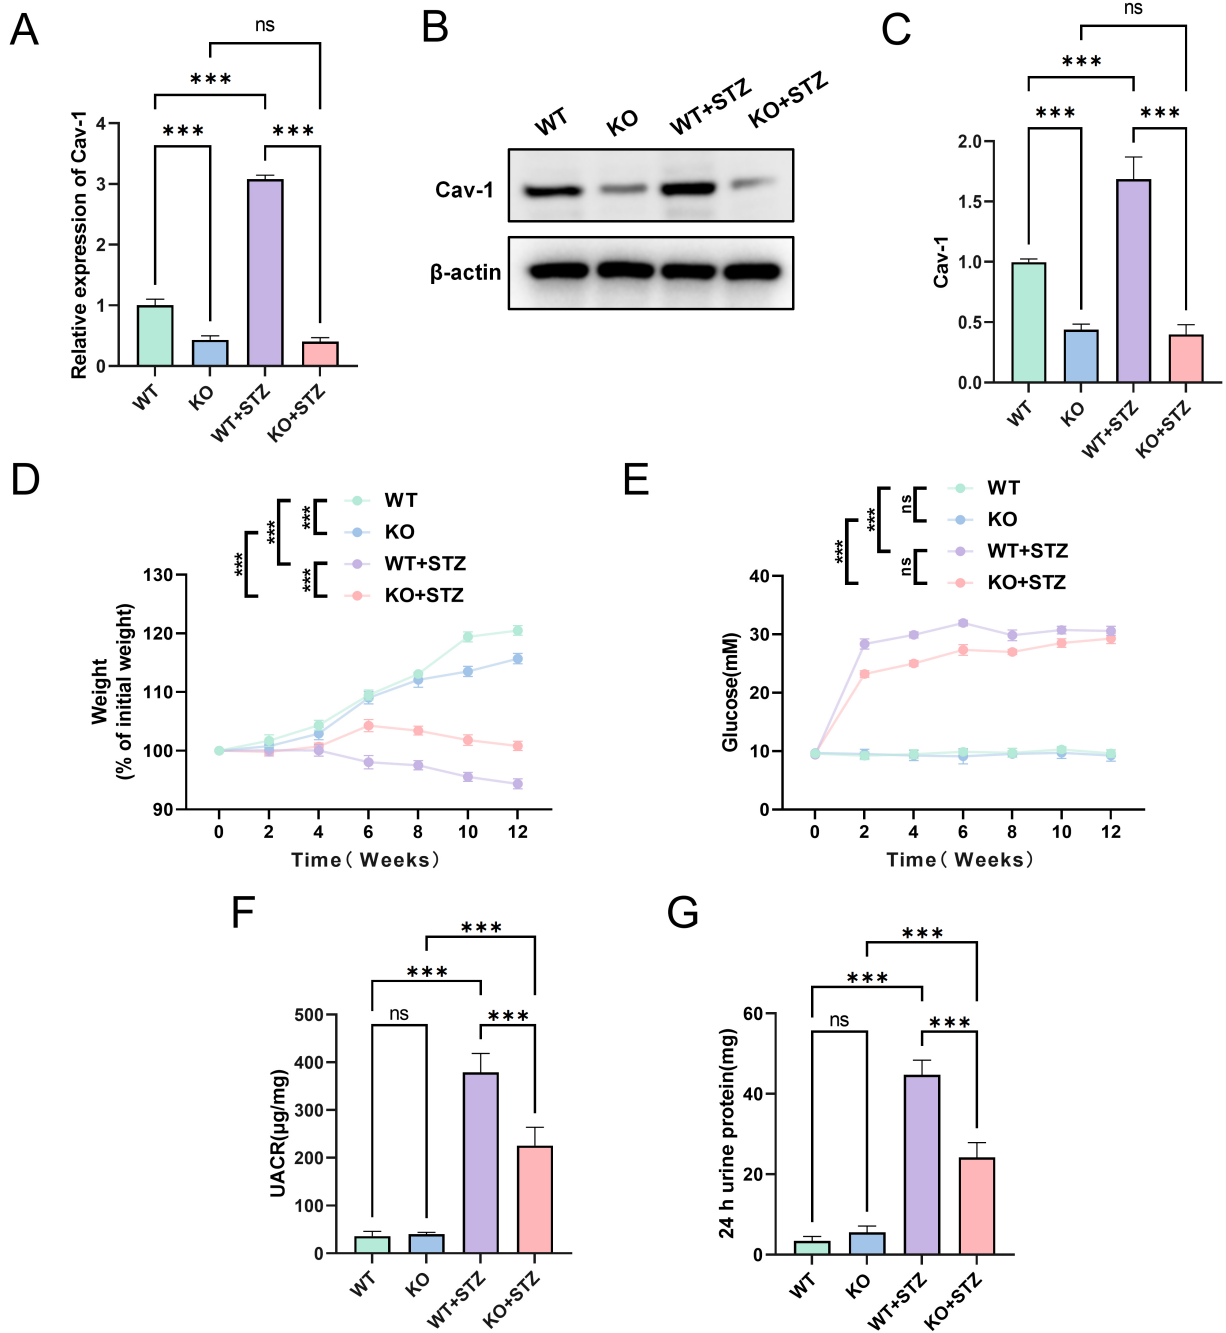 A
ns
***
***
***
Relative expression of Cav-1
4
3
2
1
0
WT
KO
WT+STZ
KO+STZ
B
WT
KO
WT+STZ
KO+STZ
Cav-1
β-actin
C
ns
***
***
***
Cav-1
2.0
1.5
1.0
0.5
0.0
WT
KO
WT+STZ
KO+STZ
D
***
***
***
***
WT
KO
WT+STZ
KO+STZ
Weight
(% of initial weight)
130
120
110
100
90
0 2 4 6 8 10 12
Time( Weeks)
E
***
***
ns
ns
WT
KO
WT+STZ
KO+STZ
Glucose(mM)
40
30
20
10
0
0 2 4 6 8 10 12
Time( Weeks)
F
***
***
ns
***
UACR(μg/mg)
500
400
300
200
100
0
WT
KO
WT+STZ
KO+STZ
G
***
***
ns
***
24 h urine protein(mg)
60
40
20
0
WT
KO
WT+STZ
KO+STZ